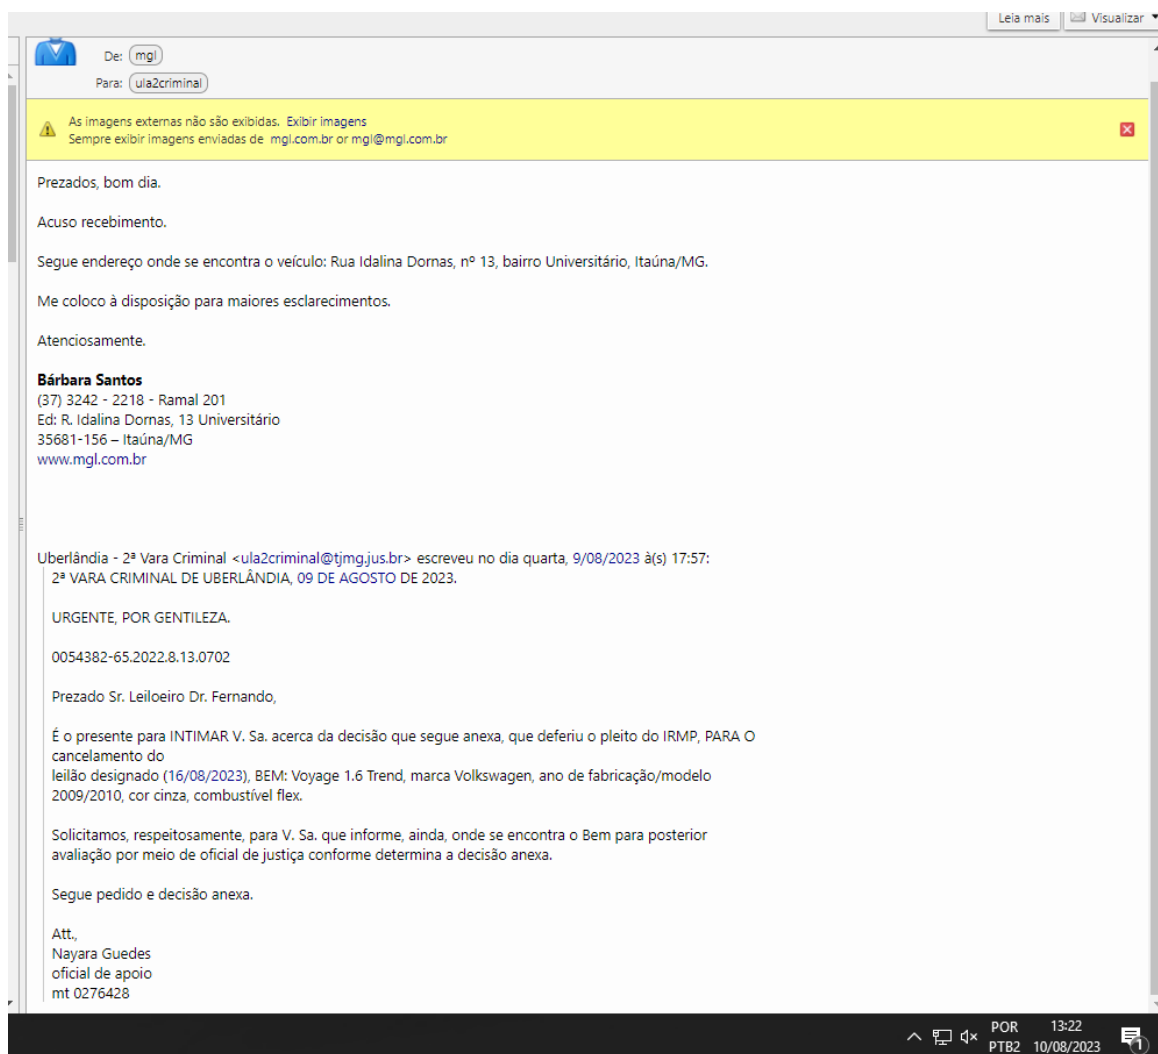 Leia mais Visualizar
De: mgl
Para: ula2criminal
As imagens externas não são exibidas. Exibir imagens
Sempre exibir imagens enviadas de mgl.com.br or mgl@mgl.com.br
Prezados, bom dia.
Acuso recebimento.
Segue endereço onde se encontra o veículo: Rua Idalina Dornas, nº 13, bairro Universitário, Itaúna/MG.
Me coloco à disposição para maiores esclarecimentos.
Atenciosamente.
Bárbara Santos
(37) 3242 - 2218 - Ramal 201
Ed: R. Idalina Dornas, 13 Universitário
35681-156 – Itaúna/MG
www.mgl.com.br
Uberlândia - 2ª Vara Criminal <ula2criminal@tjmg.jus.br> escreveu no dia quarta, 9/08/2023 à(s) 17:57:
2ª VARA CRIMINAL DE UBERLÂNDIA, 09 DE AGOSTO DE 2023.
URGENTE, POR GENTILEZA.
0054382-65.2022.8.13.0702
Prezado Sr. Leiloeiro Dr. Fernando,
É o presente para INTIMAR V. Sa. acerca da decisão que segue anexa, que deferiu o pleito do IRMP, PARA O
cancelamento do
leilão designado (16/08/2023), BEM: Voyage 1.6 Trend, marca Volkswagen, ano de fabricação/modelo
2009/2010, cor cinza, combustível flex.
Solicitamos, respeitosamente, para V. Sa. que informe, ainda, onde se encontra o Bem para posterior
avaliação por meio de oficial de justiça conforme determina a decisão anexa.
Segue pedido e decisão anexa.
Att.,
Nayara Guedes
oficial de apoio
mt 0276428
POR 13:22
PTB2 10/08/2023 1